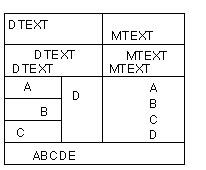 DTEXT
MTEXT
DTEXT MTEXT
DTEXT MTEXT
A D A
B B
C C
D
ABCDE